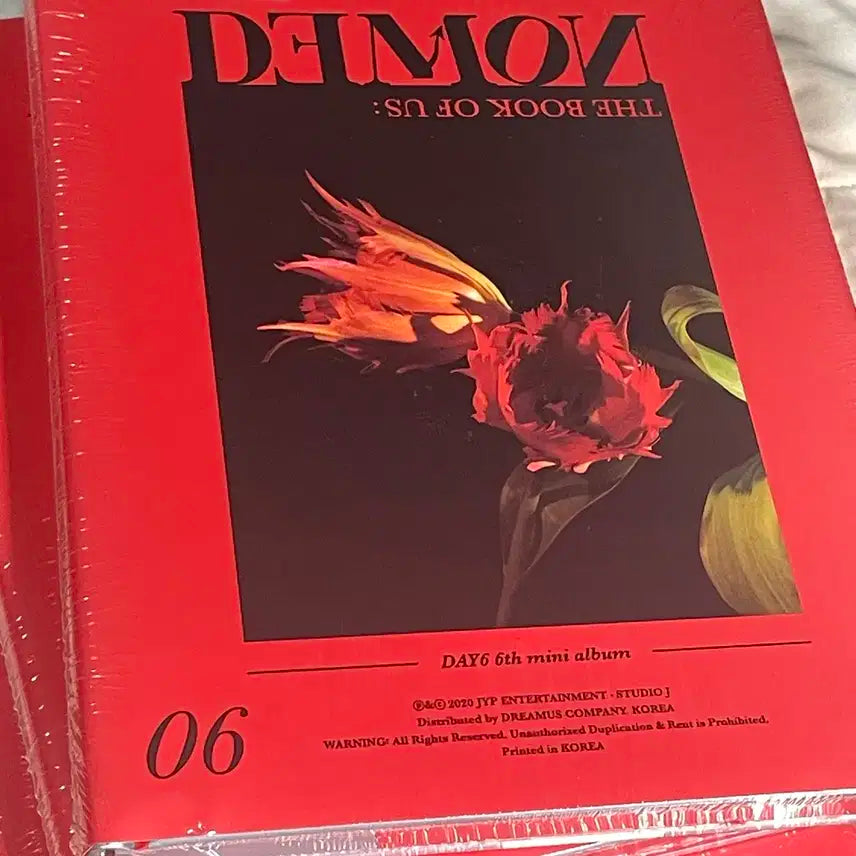 DEMON
THE BOOK OF US:
DAY6 6th mini album
℗&© 2020 JYP ENTERTAINMENT · STUDIO J
Distributed by DREAMUS COMPANY. KOREA
WARNING: All Rights Reserved. Unauthorized Duplication & Rent is Prohibited.
Printed in KOREA
06